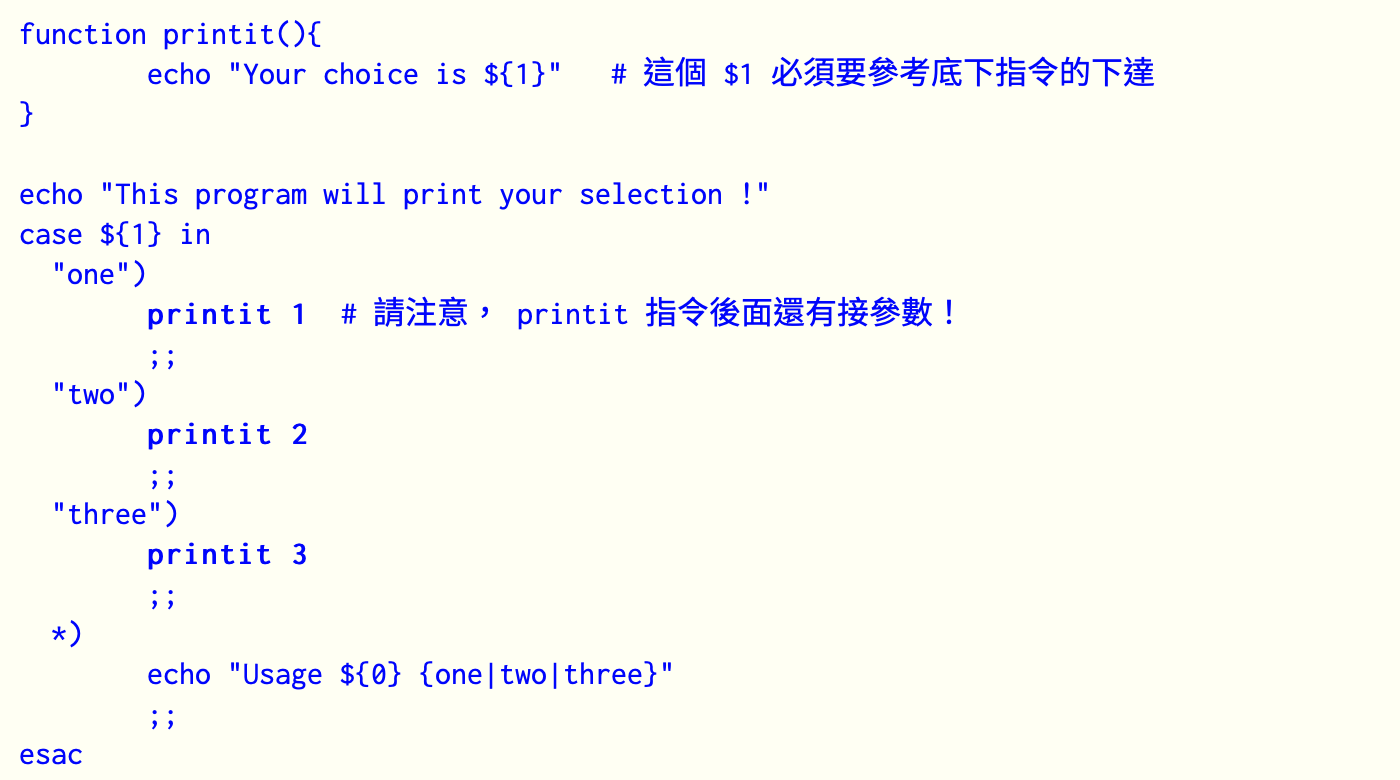 function printit(){
        echo "Your choice is ${1}"   # 這個 $1 必須要參考底下指令的下達
}

echo "This program will print your selection !"
case ${1} in
  "one")
        printit 1  # 請注意， printit 指令後面還有接參數！
        ;;
  "two")
        printit 2
        ;;
  "three")
        printit 3
        ;;
  *)
        echo "Usage ${0} {one|two|three}"
        ;;
esac